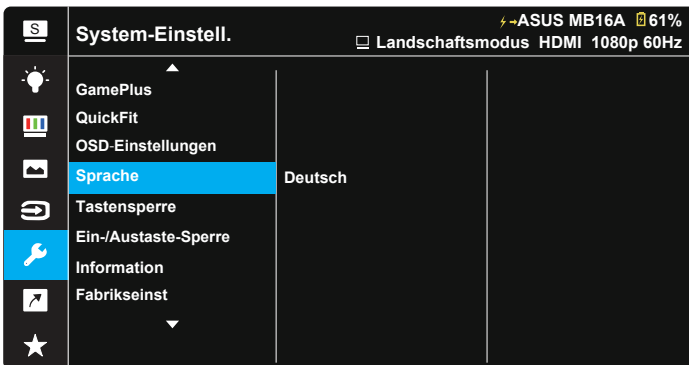 S
System-Einstell.
ASUS MB16A 61%
Landschaftsmodus HDMI 1080p 60Hz
GamePlus
QuickFit
OSD-Einstellungen
Sprache Deutsch
Tastensperre
Ein-/Austaste-Sperre
Information
Fabrikseinst